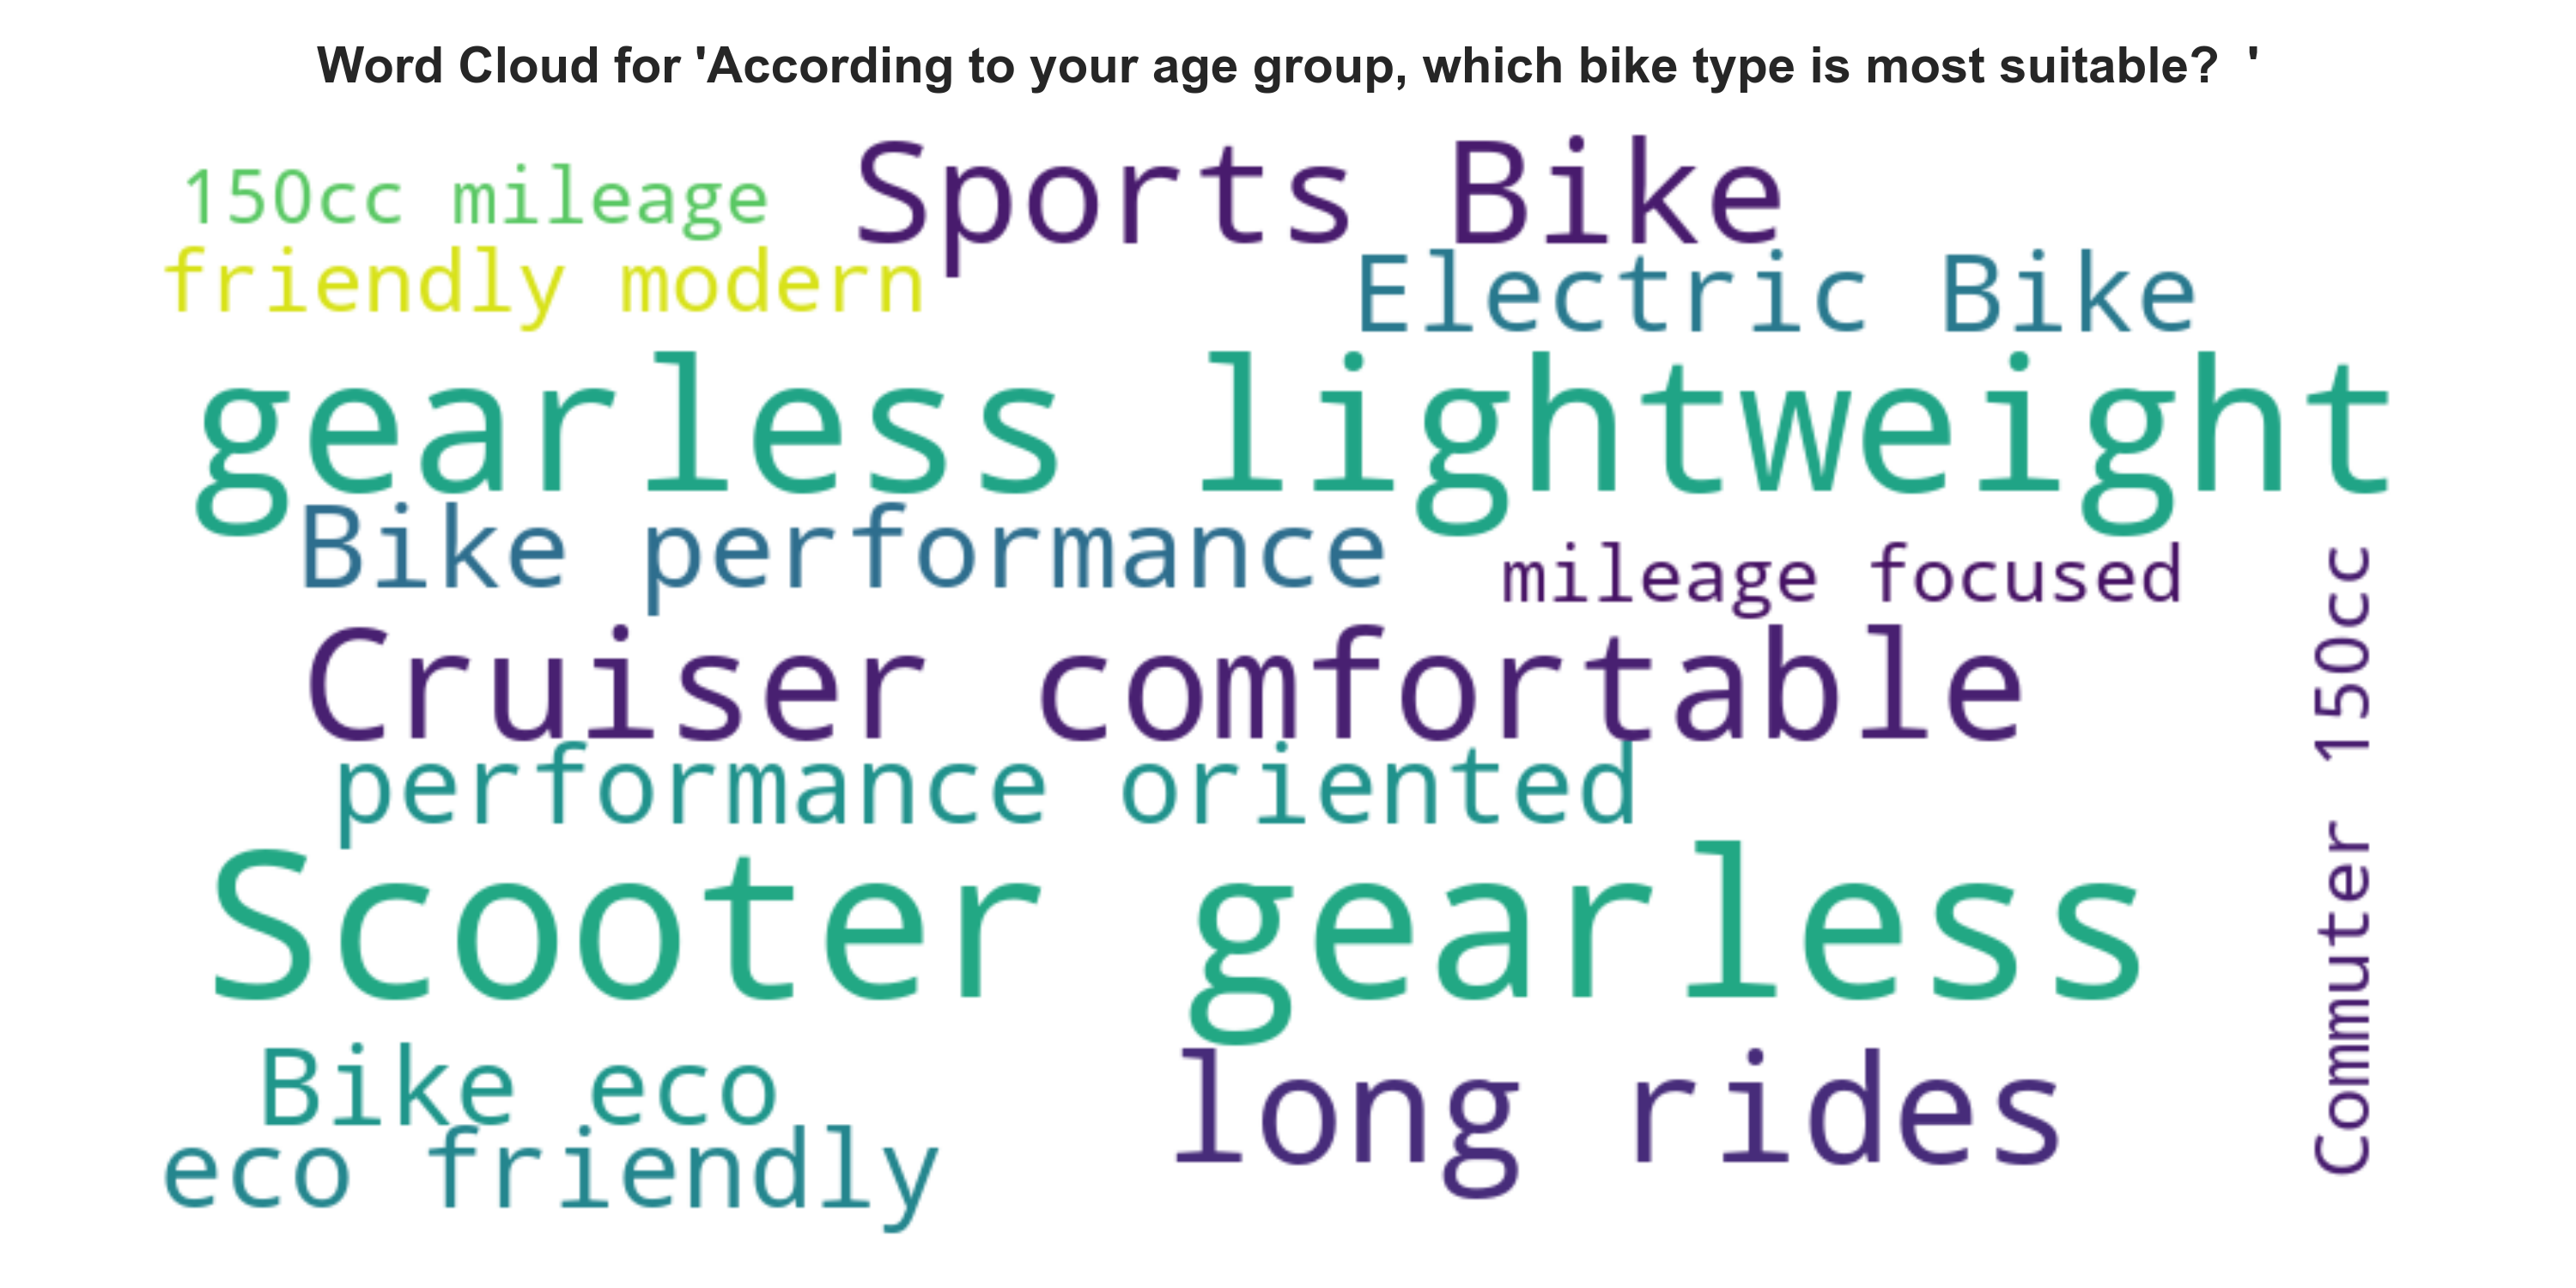 Word Cloud for 'According to your age group, which bike type is most suitable?  '
150cc mileage
Sports Bike
friendly modern
Electric Bike
gearless lightweight
Bike performance
mileage focused
Cruiser comfortable
performance oriented
Scooter gearless
Commuter 150cc
Bike eco
long rides
eco friendly